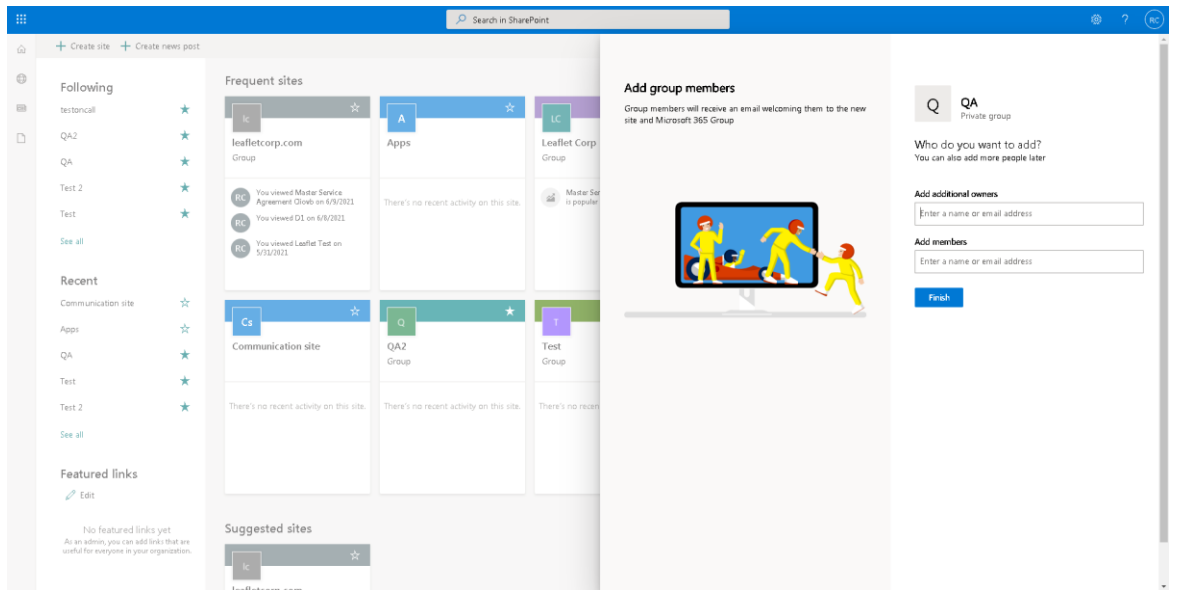 Search in SharePoint
?
RC
Create site
Create news post
Following
testoncall
QA2
QA
Test 2
Test
See all
Recent
Communication site
Apps
QA
Test
Test 2
See all
Featured links
Edit
No featured links yet
As an admin, you can add links that are
useful for everyone in your organization.
Frequent sites
lc
leafletcorp.com
Group
RC
You viewed Master Service
Agreement Olowb on 6/9/2021
RC
You viewed D1 on 6/8/2021
RC
You viewed Leaflet Test on
5/31/2021
A
Apps
There's no recent activity on this site.
LC
Leaflet Corp
Group
Master Ser
is popular
Cs
Communication site
There's no recent activity on this site.
Q
QA2
Group
There's no recent activity on this site.
T
Test
Group
There's no recen
Suggested sites
lc
leafletcorp.com
Add group members
Group members will receive an email welcoming them to the new
site and Microsoft 365 Group
Q
QA
Private group
Who do you want to add?
You can also add more people later
Add additional owners
Enter a name or email address
Add members
Enter a name or email address
Finish